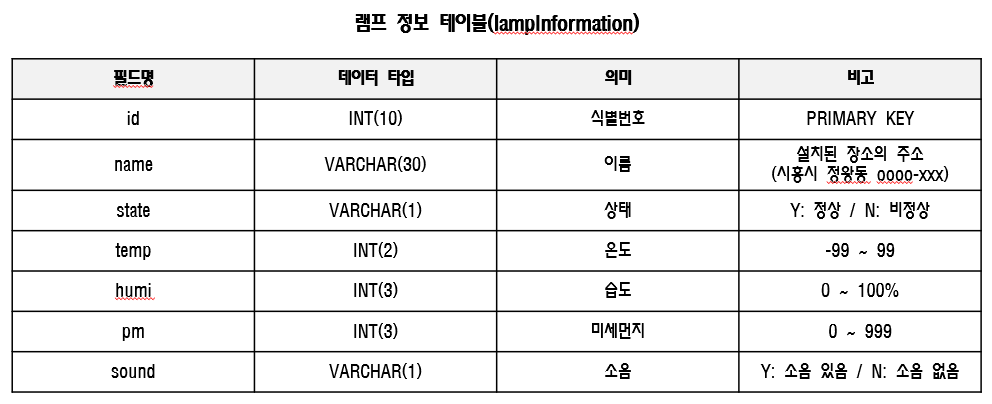 램프 정보 테이블(lampInformation)
필드명 데이터 타입 의미 비고
id INT(10) 식별번호 PRIMARY KEY
name VARCHAR(30) 이름 설치된 장소의 주소
(시흥시 정왕동 oooo-xxx)
state VARCHAR(1) 상태 Y: 정상 / N: 비정상
temp INT(2) 온도 -99 ~ 99
humi INT(3) 습도 0 ~ 100%
pm INT(3) 미세먼지 0 ~ 999
sound VARCHAR(1) 소음 Y: 소음 있음 / N: 소음 없음